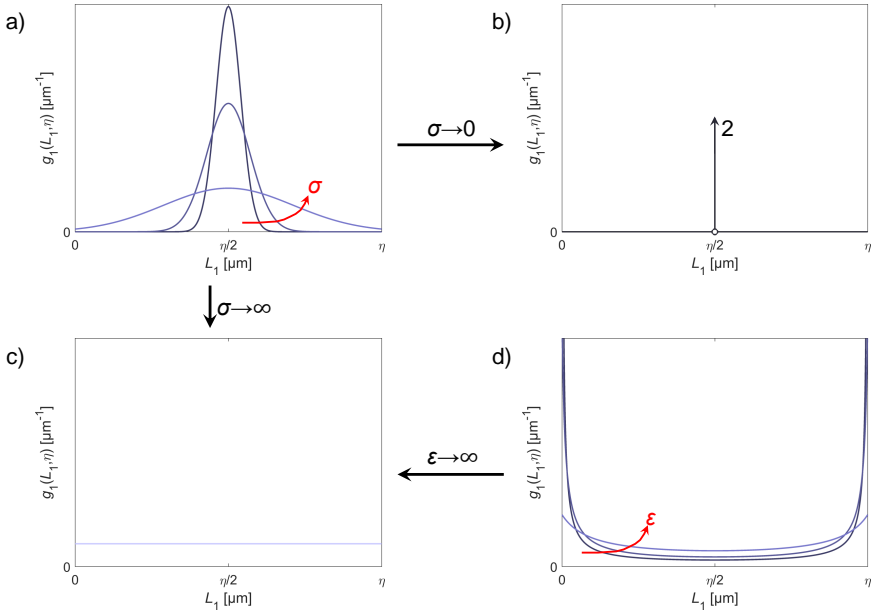 a)
g₁(L₁,η) [µm⁻¹]
σ
0
0
η/2
η
L₁ [µm]
σ→0
b)
g₁(L₁,η) [µm⁻¹]
2
0
0
η/2
η
L₁ [µm]
σ→∞
c)
g₁(L₁,η) [µm⁻¹]
0
0
η/2
η
L₁ [µm]
ε→∞
d)
g₁(L₁,η) [µm⁻¹]
ε
0
0
η/2
η
L₁ [µm]